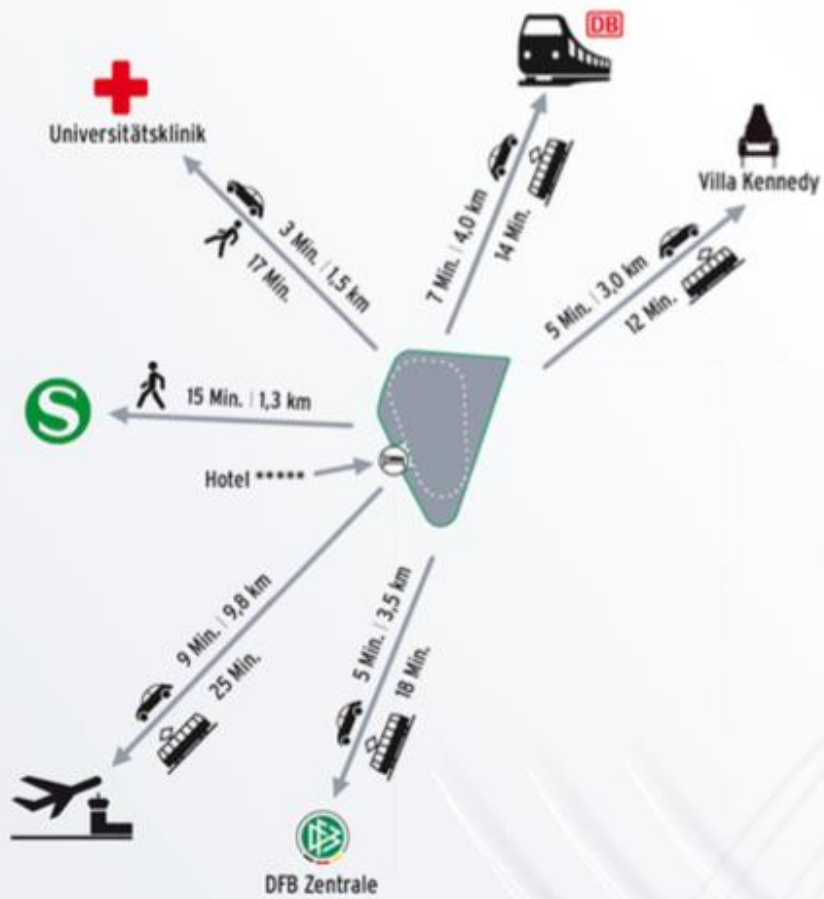 DB
Universitätsklinik
Villa Kennedy
3 Min. | 1,5 km
17 Min.
7 Min. | 4,0 km
14 Min.
5 Min. | 3,0 km
12 Min.
S
15 Min. | 1,3 km
Hotel *****
9 Min. | 9,8 km
25 Min.
5 Min. | 3,5 km
18 Min.
DFB
DFB Zentrale